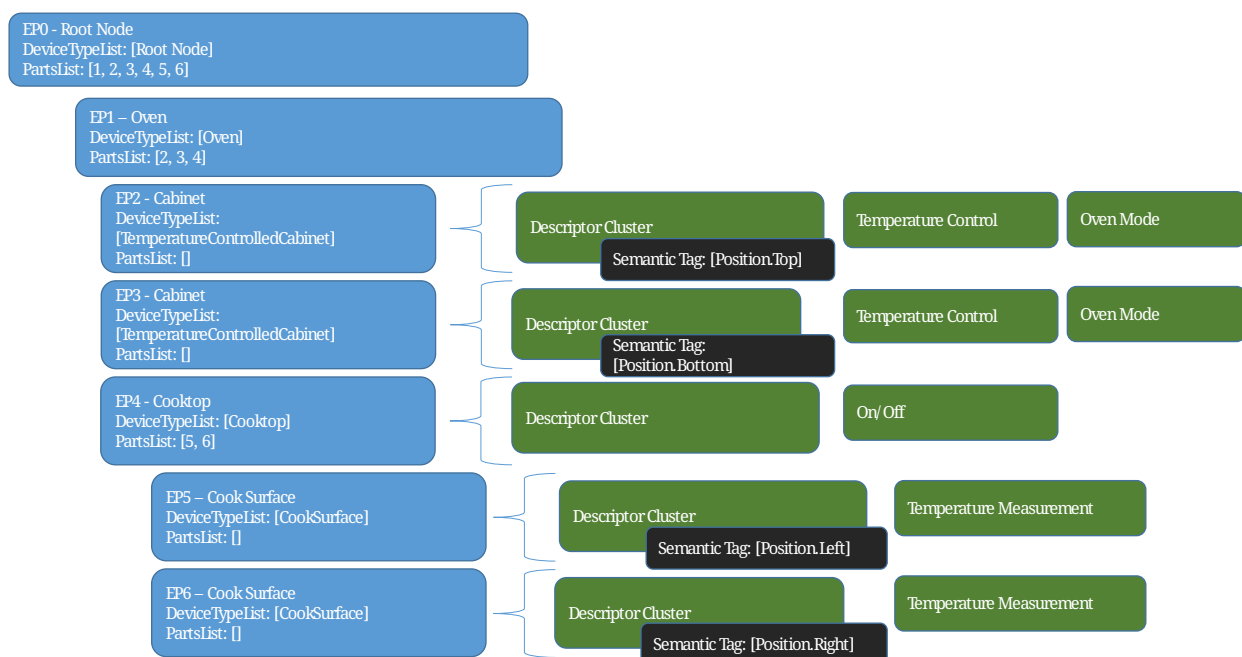 EP0 - Root Node
DeviceTypeList: [Root Node]
PartsList: [1, 2, 3, 4, 5, 6]
EP1 – Oven
DeviceTypeList: [Oven]
PartsList: [2, 3, 4]
EP2 - Cabinet
DeviceTypeList:
[TemperatureControlledCabinet]
PartsList: []
Descriptor Cluster
Semantic Tag: [Position.Top]
Temperature Control
Oven Mode
EP3 - Cabinet
DeviceTypeList:
[TemperatureControlledCabinet]
PartsList: []
Descriptor Cluster
Semantic Tag:
[Position.Bottom]
Temperature Control
Oven Mode
EP4 - Cooktop
DeviceTypeList: [Cooktop]
PartsList: [5, 6]
Descriptor Cluster
On/Off
EP5 – Cook Surface
DeviceTypeList: [CookSurface]
PartsList: []
Descriptor Cluster
Semantic Tag: [Position.Left]
Temperature Measurement
EP6 – Cook Surface
DeviceTypeList: [CookSurface]
PartsList: []
Descriptor Cluster
Semantic Tag: [Position.Right]
Temperature Measurement